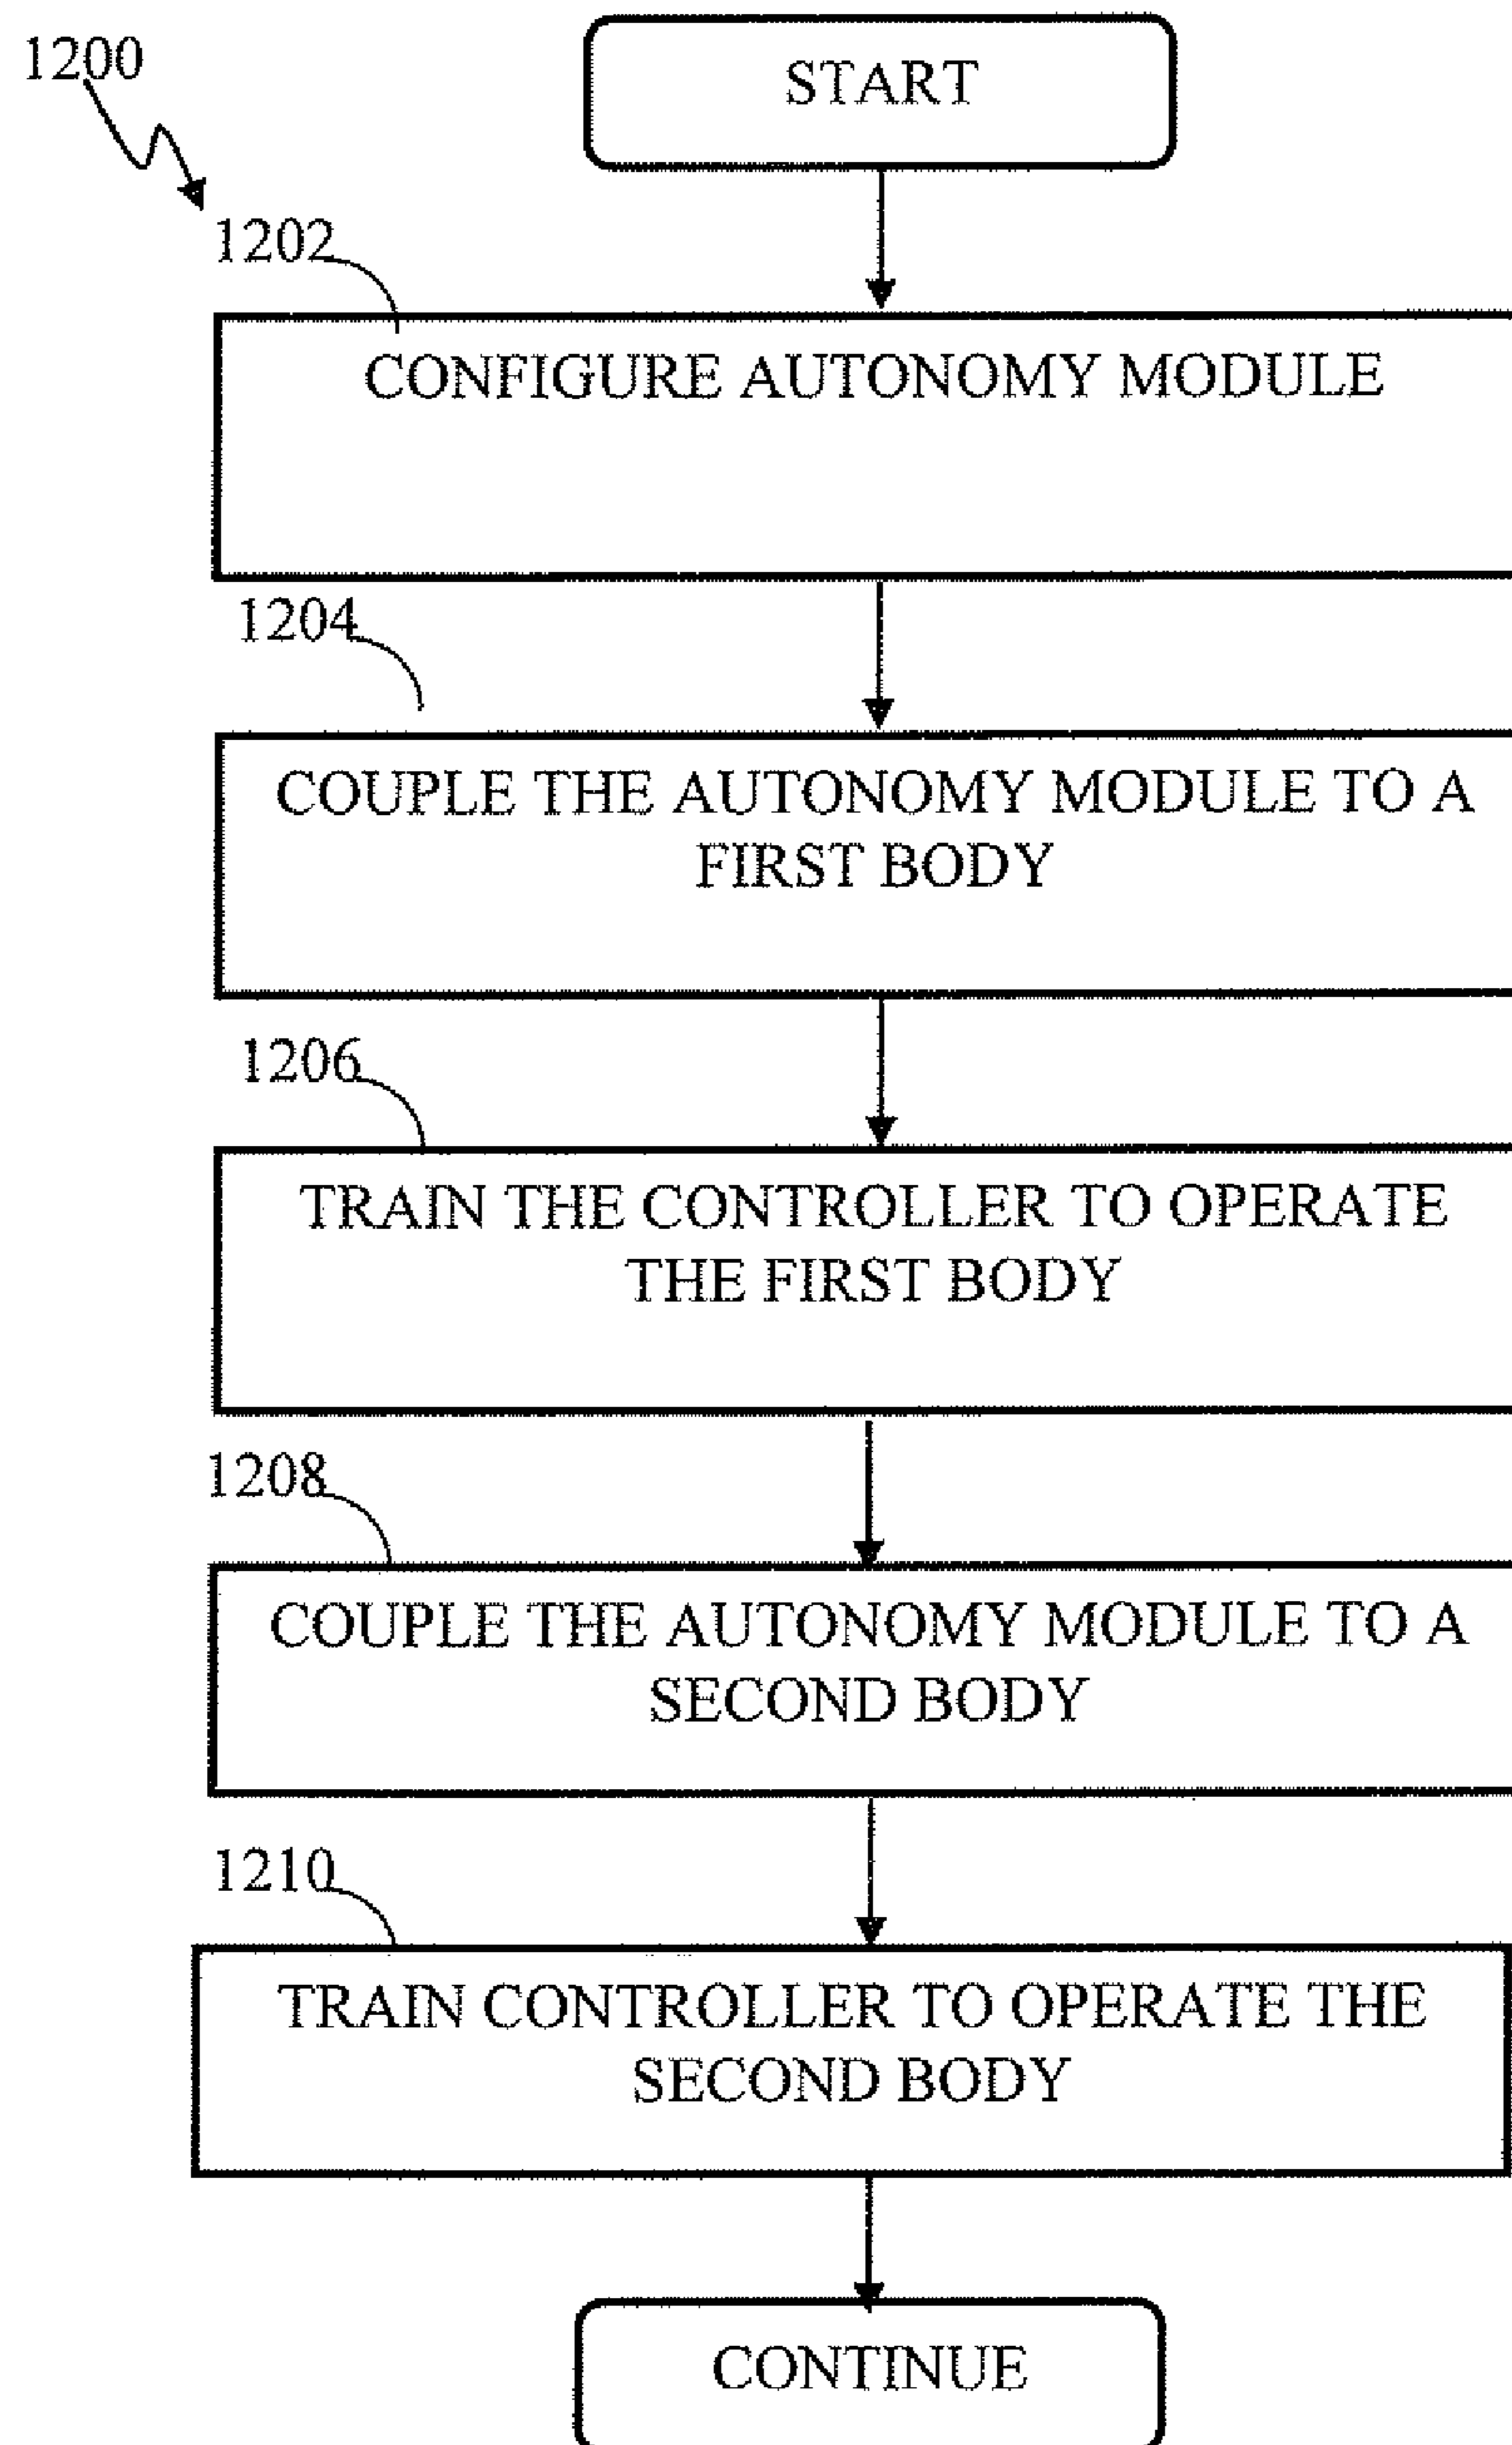 1200
START
1202
CONFIGURE AUTONOMY MODULE
1204
COUPLE THE AUTONOMY MODULE TO A
FIRST BODY
1206
TRAIN THE CONTROLLER TO OPERATE
THE FIRST BODY
1208
COUPLE THE AUTONOMY MODULE TO A
SECOND BODY
1210
TRAIN CONTROLLER TO OPERATE THE
SECOND BODY
CONTINUE